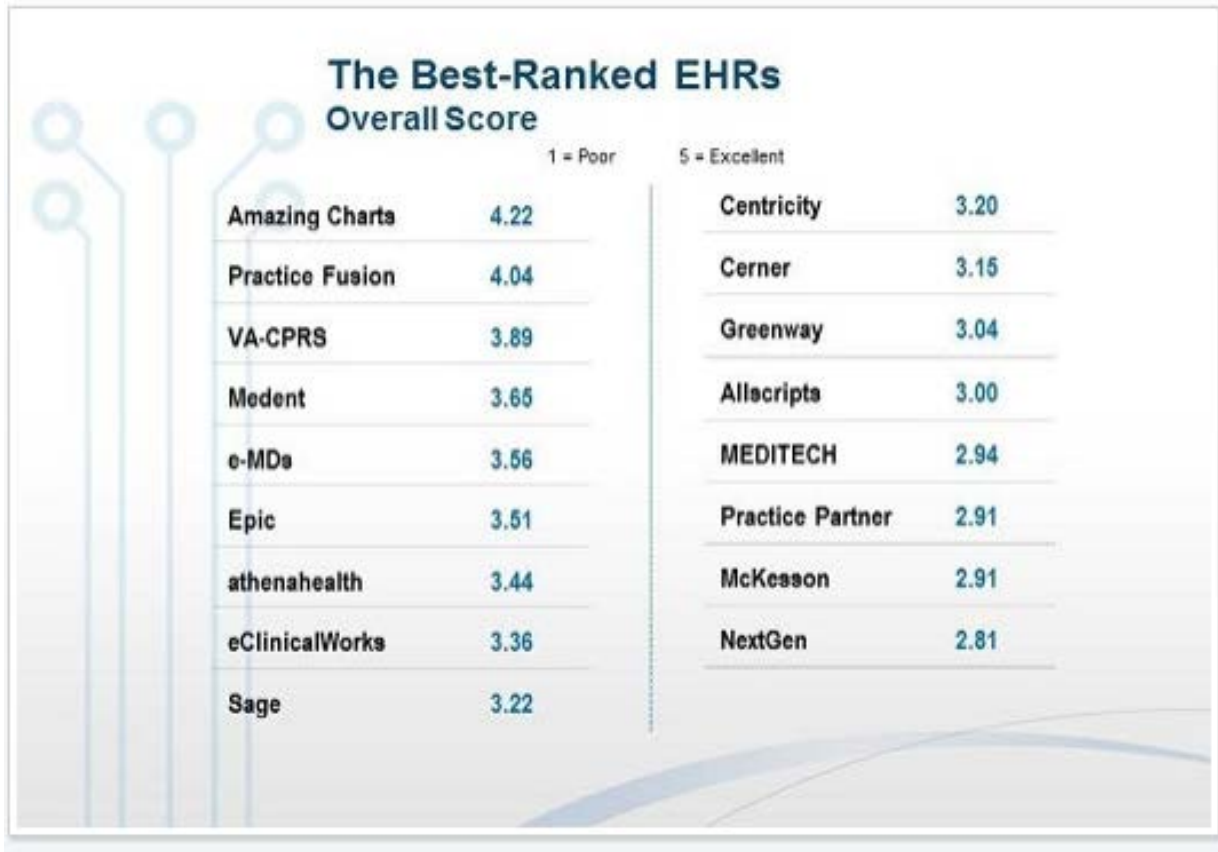 The Best-Ranked EHRs
Overall Score
1 = Poor 5 = Excellent
Amazing Charts 4.22
Practice Fusion 4.04
VA-CPRS 3.89
Medent 3.65
e-MDs 3.56
Epic 3.51
athenahealth 3.44
eClinicalWorks 3.36
Sage 3.22
Centricity 3.20
Cerner 3.15
Greenway 3.04
Allscripts 3.00
MEDITECH 2.94
Practice Partner 2.91
McKesson 2.91
NextGen 2.81